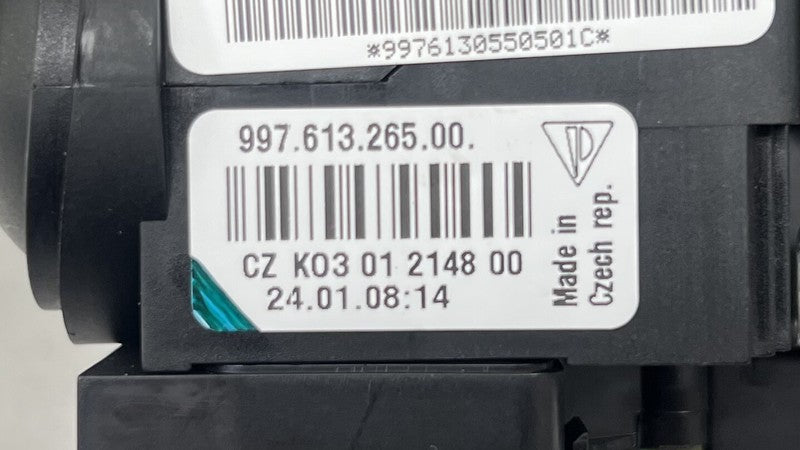 *9976130550501C*
997.613.265.00.
CZ K03 01 2148 00
24.01.08:14
Made in
Czech rep.